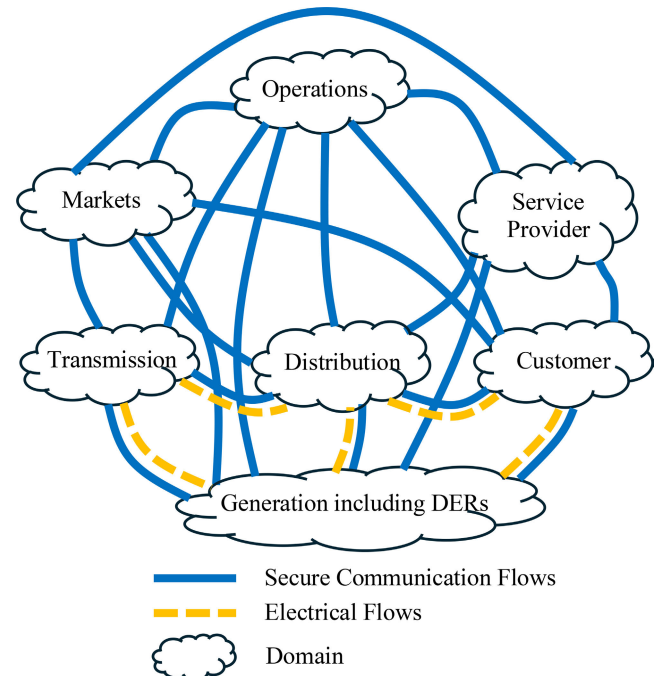 Operations
Markets
Service
Provider
Transmission
Distribution
Customer
Generation including DERs
Secure Communication Flows
Electrical Flows
Domain